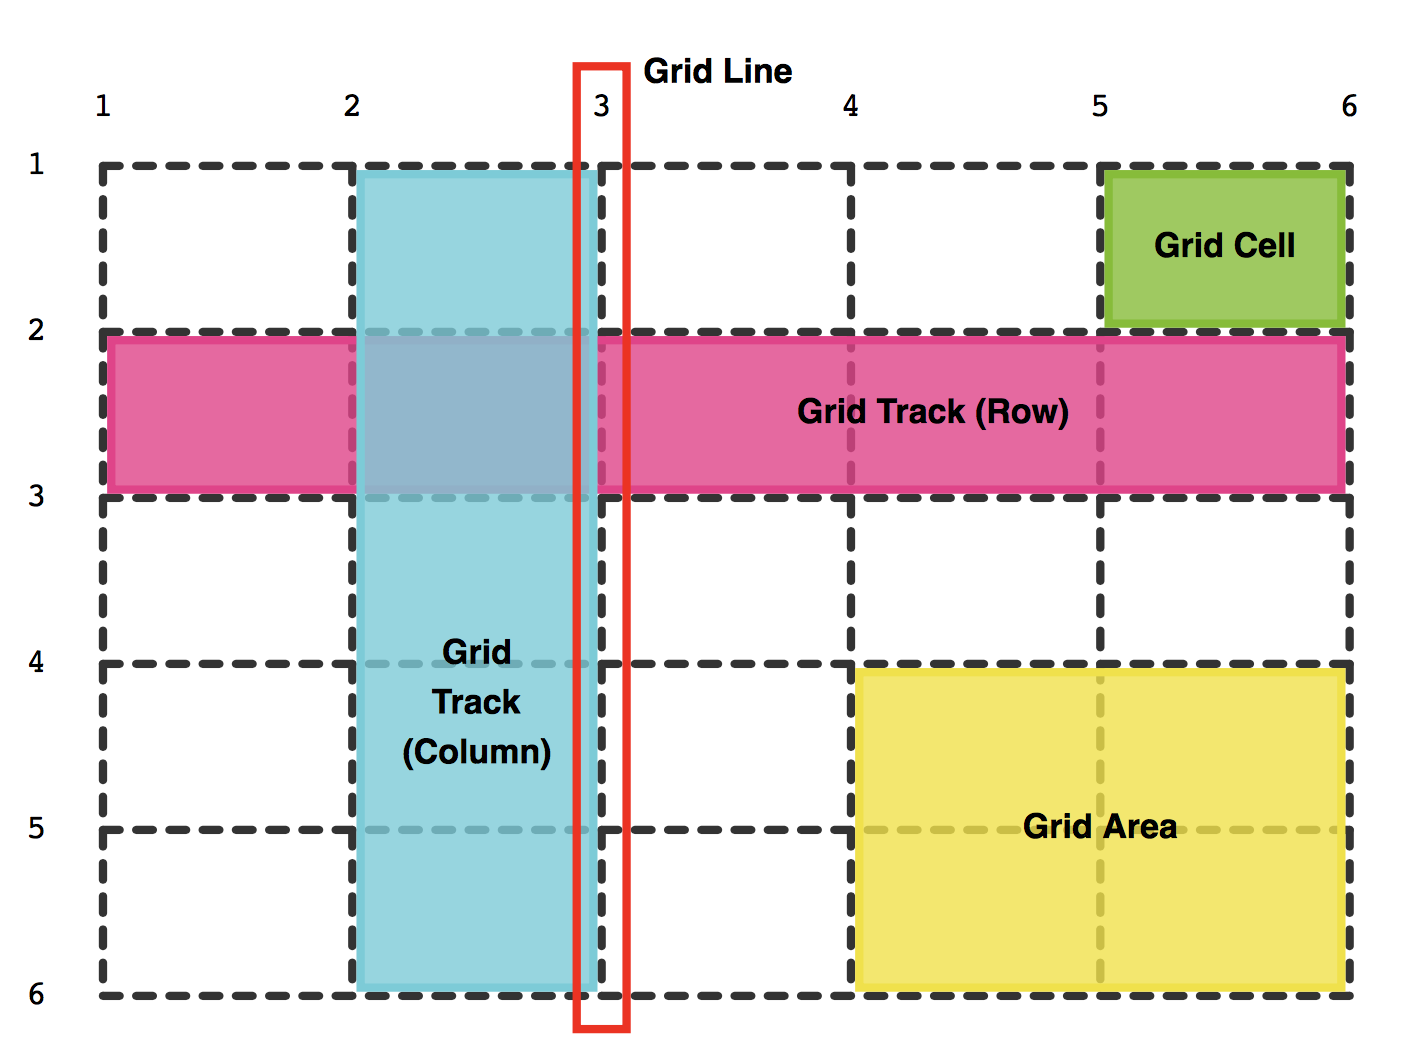 Grid Line
1 2 3 4 5 6
1
Grid Cell
2
Grid Track (Row)
3
4
Grid
Track
(Column)
5
Grid Area
6